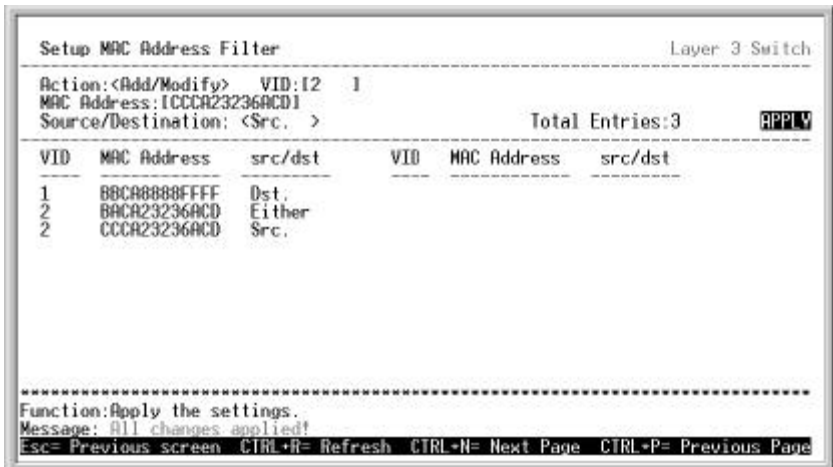 Setup MAC Address Filter Layer 3 Switch
Action:<Add/Modify> VID:[2 ]
MAC Address:[CCCA23236ACD]
Source/Destination: <Src. > Total Entries:3 APPLY
VID MAC Address src/dst VID MAC Address src/dst
1 BBCA8888FFFF Dst.
2 BACA23236ACD Either
2 CCCA23236ACD Src.
Function:Apply the settings.
Message: All changes applied!
Esc= Previous screen CTRL+R= Refresh CTRL+N= Next Page CTRL+P= Previous Page